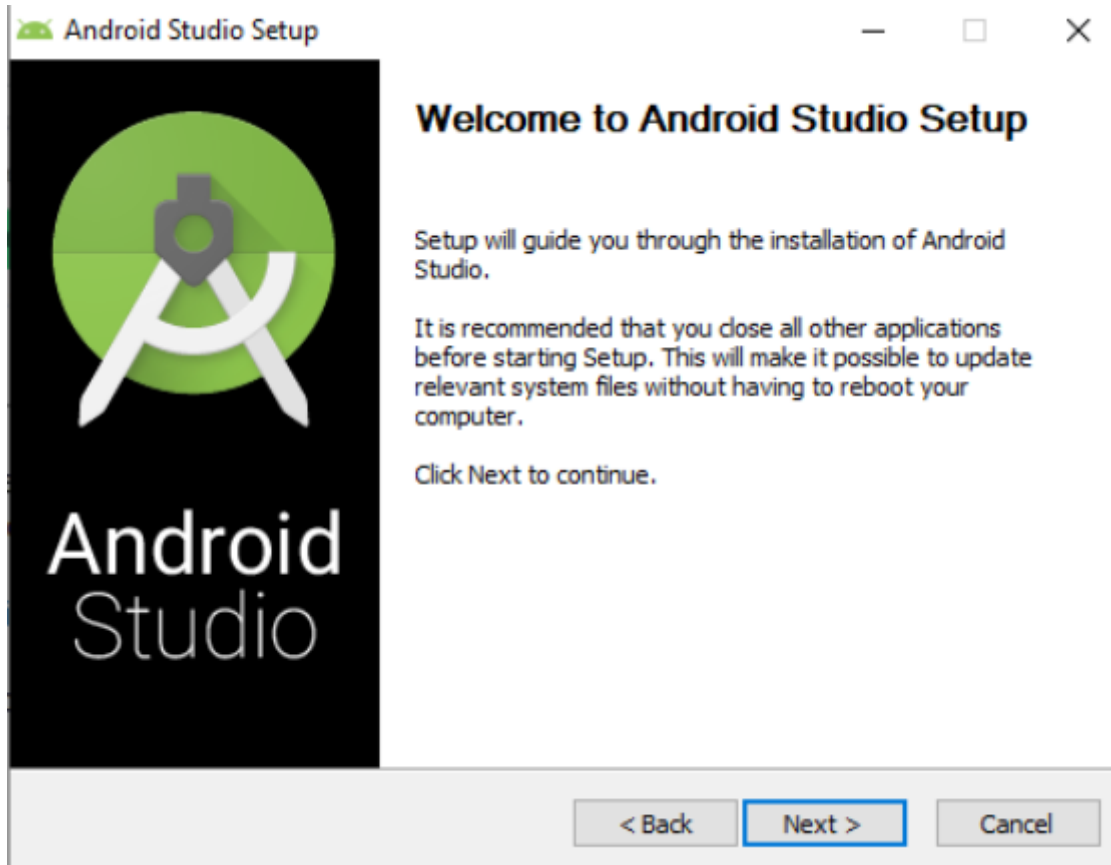 Android Studio Setup
Welcome to Android Studio Setup
Setup will guide you through the installation of Android
Studio.
It is recommended that you close all other applications
before starting Setup. This will make it possible to update
relevant system files without having to reboot your
computer.
Click Next to continue.
Android
Studio
< Back Next > Cancel